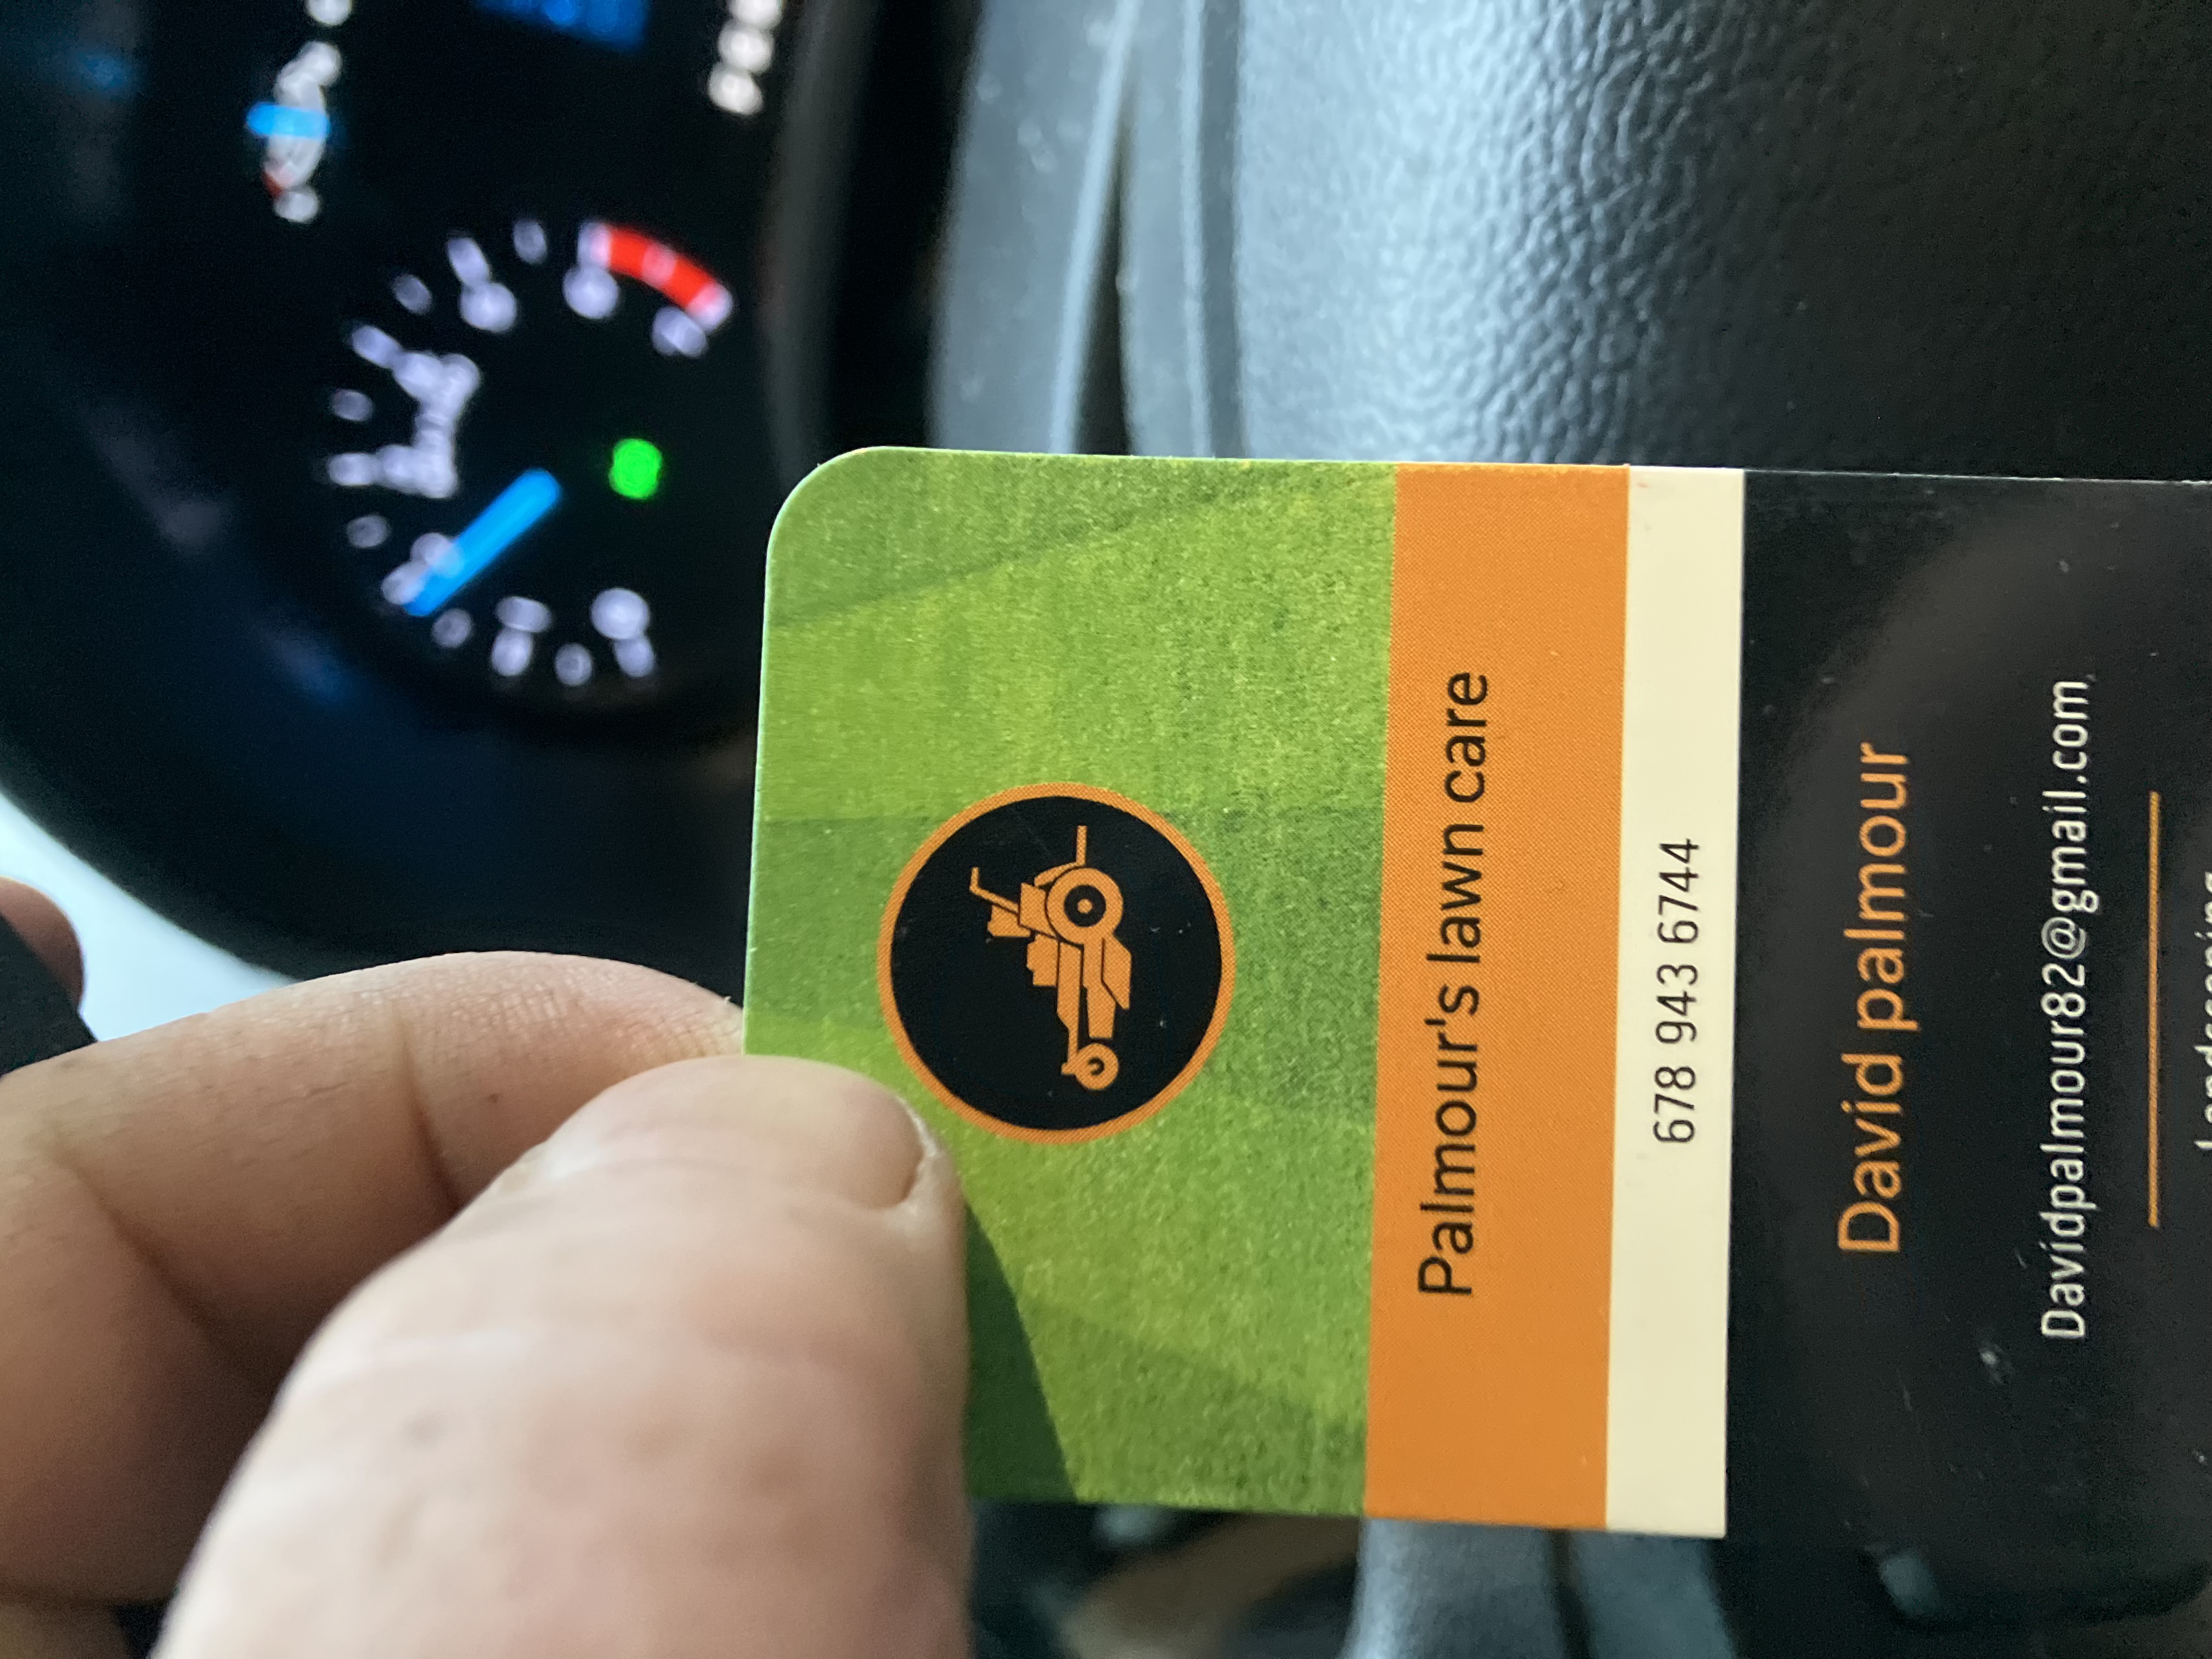 Palmour's lawn care
678 943 6744
David palmour
Davidpalmour82@gmail.com